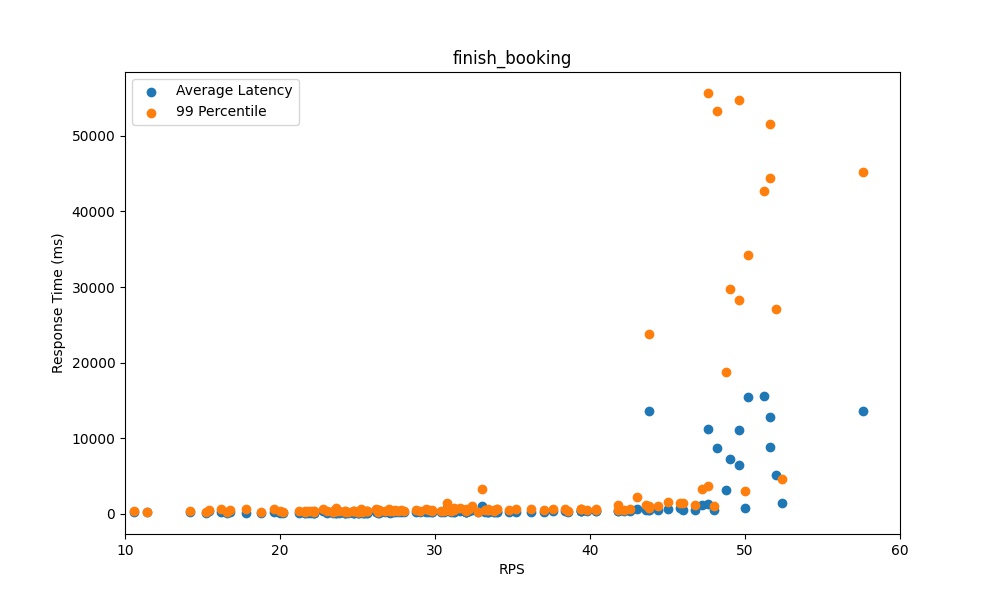 finish_booking
Average Latency
99 Percentile
50000
40000
30000
20000
10000
0
Response Time (ms)
10 20 30 40 50 60
RPS